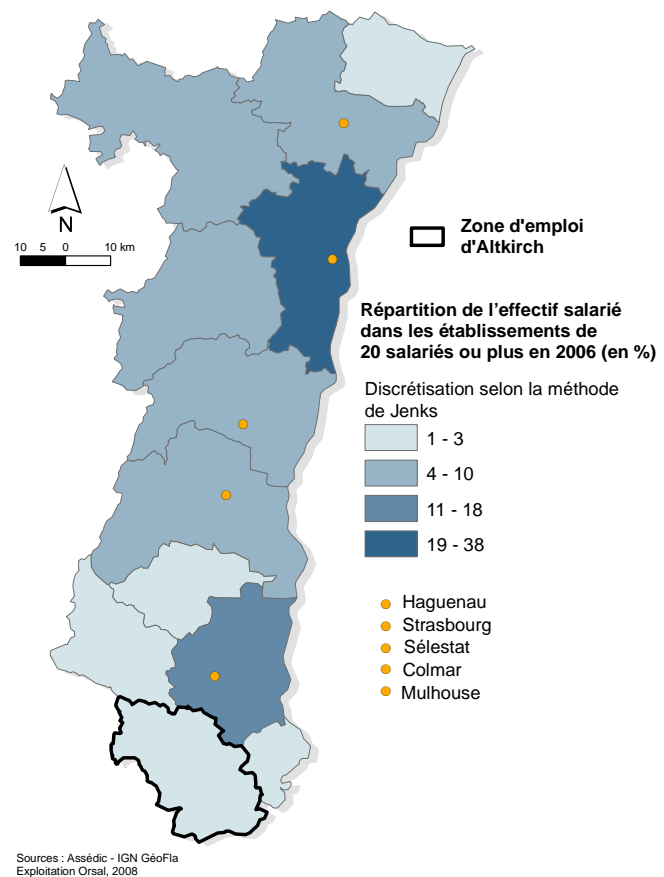 N
10 5 0 10 km
Zone d'emploi
d'Altkirch
Répartition de l'effectif salarié
dans les établissements de
20 salariés ou plus en 2006 (en %)
Discrétisation selon la méthode
de Jenks
1 - 3
4 - 10
11 - 18
19 - 38
Haguenau
Strasbourg
Sélestat
Colmar
Mulhouse
Sources : Assédic - IGN GéoFla
Exploitation Orsal, 2008